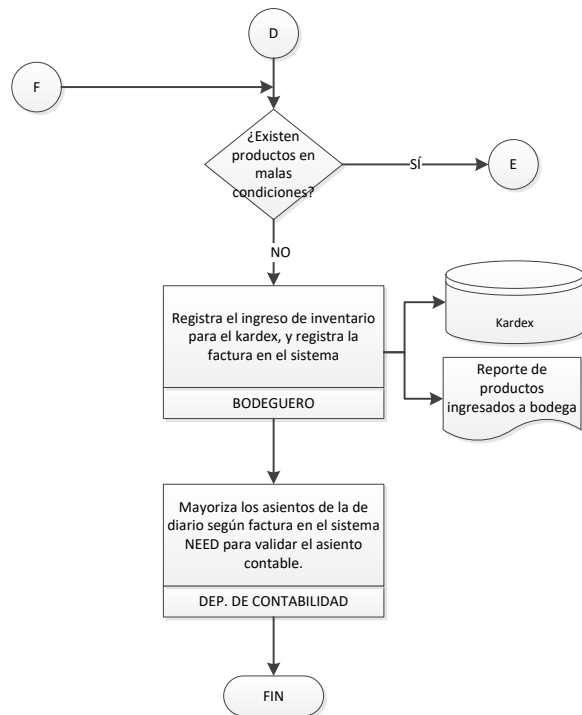 D
F
¿Existen
productos en
malas
condiciones?
SÍ
E
NO
Registra el ingreso de inventario
para el kardex, y registra la
factura en el sistema
BODEGUERO
Kardex
Reporte de
productos
ingresados a bodega
Mayoriza los asientos de la de
diario según factura en el sistema
NEED para validar el asiento
contable.
DEP. DE CONTABILIDAD
FIN